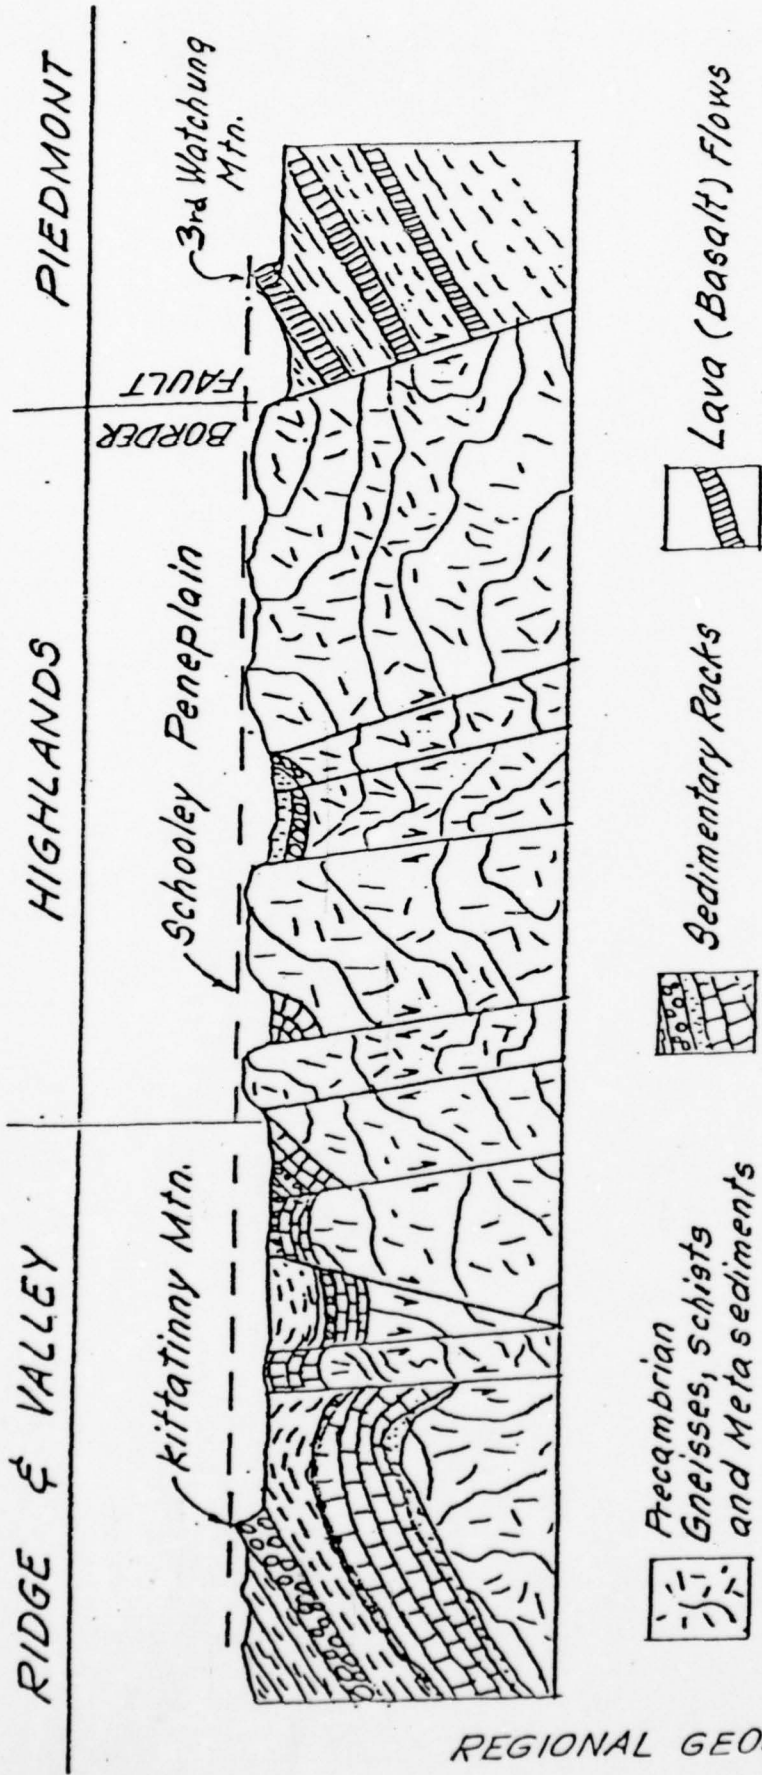 RIDGE & VALLEY
HIGHLANDS
PIEDMONT
Kittatinny Mtn.
Schooley Peneplain
BORDER
FAULT
3rd Watchung
Mtn.
Precambrian
Gneisses, schists
and Meta sediments
Sedimentary Rocks
Lava (Basalt) Flows
REGIONAL